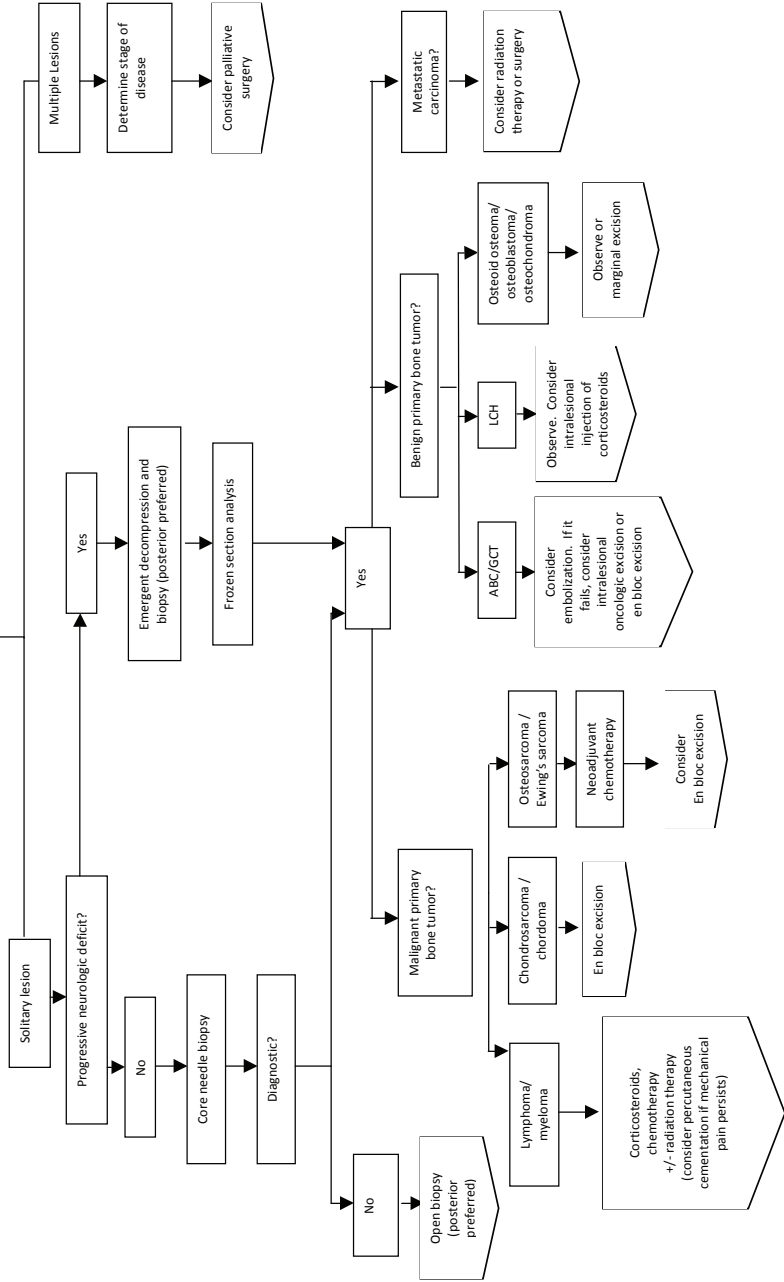 Solitary lesion
Multiple Lesions
Progressive neurologic deficit?
Yes
Determine stage of
disease
No
Emergent decompression and
biopsy (posterior preferred)
Consider palliative
surgery
Core needle biopsy
Frozen section analysis
Diagnostic?
No
Yes
Open biopsy
(posterior
preferred)
Malignant primary
bone tumor?
Benign primary bone tumor?
Metastatic
carcinoma?
Consider radiation
therapy or surgery
Lymphoma/
myeloma
Chondrosarcoma /
chordoma
Osteosarcoma /
Ewing’s sarcoma
ABC/GCT
LCH
Osteoid osteoma/
osteoblastoma/
osteochondroma
Corticosteroids,
chemotherapy
+/- radiation therapy
(consider percutaneous
cementation if mechanical
pain persists)
En bloc excision
Neoadjuvant
chemotherapy
Consider
En bloc excision
Consider
embolization. If it
fails, consider
intralesional
oncologic excision or
en bloc excision
Observe. Consider
intralesional
injection of
corticosteroids
Observe or
marginal excision